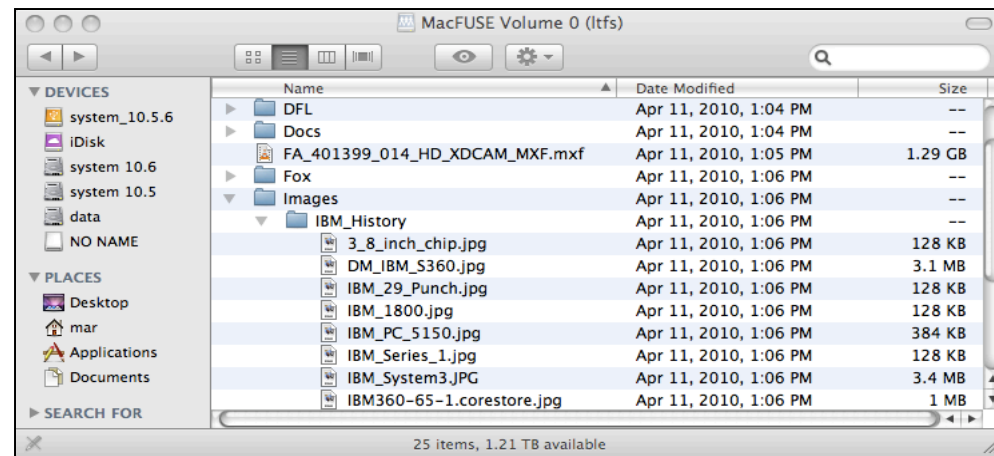 MacFUSE Volume 0 (ltfs)
DEVICES
system_10.5.6
iDisk
system 10.6
system 10.5
data
NO NAME
PLACES
Desktop
mar
Applications
Documents
SEARCH FOR
Name Date Modified Size
DFL Apr 11, 2010, 1:04 PM --
Docs Apr 11, 2010, 1:04 PM --
FA_401399_014_HD_XDCAM_MXF.mxf Apr 11, 2010, 1:05 PM 1.29 GB
Fox Apr 11, 2010, 1:06 PM --
Images Apr 11, 2010, 1:06 PM --
IBM_History Apr 11, 2010, 1:06 PM --
3_8_inch_chip.jpg Apr 11, 2010, 1:06 PM 128 KB
DM_IBM_S360.jpg Apr 11, 2010, 1:06 PM 3.1 MB
IBM_29_Punch.jpg Apr 11, 2010, 1:06 PM 128 KB
IBM_1800.jpg Apr 11, 2010, 1:06 PM 128 KB
IBM_PC_5150.jpg Apr 11, 2010, 1:06 PM 384 KB
IBM_Series_1.jpg Apr 11, 2010, 1:06 PM 128 KB
IBM_System3.JPG Apr 11, 2010, 1:06 PM 3.4 MB
IBM360-65-1.corestore.jpg Apr 11, 2010, 1:06 PM 1 MB
25 items, 1.21 TB available